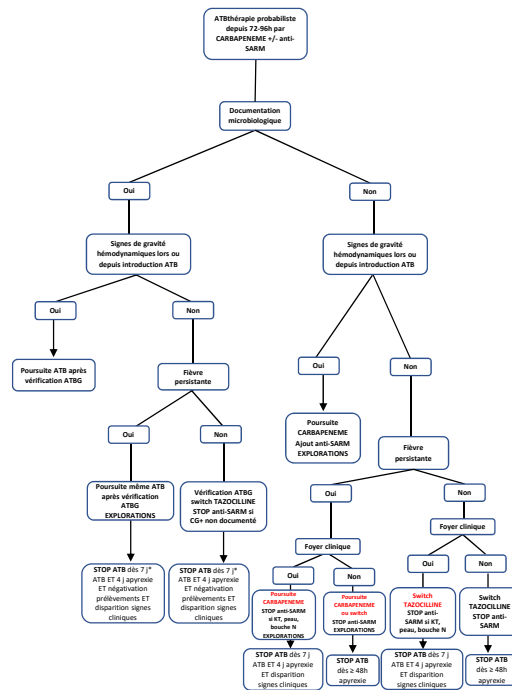 ATBthérapie probabiliste
depuis 72-96h par
CARBAPENEME +/- anti-
SARM
Documentation
microbiologique
Oui
Non
Signes de gravité
hémodynamiques lors ou
depuis introduction ATB
Signes de gravité
hémodynamiques lors ou
depuis introduction ATB
Oui
Non
Poursuite ATB après
vérification ATBG
Fièvre
persistante
Oui
Non
Poursuite
CARBAPENEME
Ajout anti-SARM
EXPLORATIONS
Fièvre
persistante
Oui
Non
Poursuite même ATB
après vérification
ATBG
EXPLORATIONS
Vérification ATBG
switch TAZOCILLINE
STOP anti-SARM si
CG+ non documenté
Oui
Non
Foyer clinique
Foyer clinique
STOP ATB dès 7 j*
ATB ET 4 j apyrexie
ET négativation
prélèvements ET
disparition signes
cliniques
STOP ATB dès 7 j*
ATB ET 4 j apyrexie
ET négativation
prélèvements ET
disparition signes
cliniques
Oui
Non
Oui
Non
Poursuite
CARBAPENEME
STOP anti-SARM
si KT, peau,
bouche N
EXPLORATIONS
Poursuite
CARBAPENEME
ou switch
STOP anti-SARM
EXPLORATIONS
Switch
TAZOCILLINE
STOP anti-
SARM si KT,
peau, bouche N
Switch
TAZOCILLINE
STOP anti-
SARM
STOP ATB dès 7 j
ATB ET 4 j apyrexie
ET disparition
signes cliniques
STOP ATB
dès ≥ 48h
apyrexie
STOP ATB dès 7 j
ATB ET 4 j apyrexie
ET disparition
signes cliniques
STOP ATB
dès ≥ 48h
apyrexie